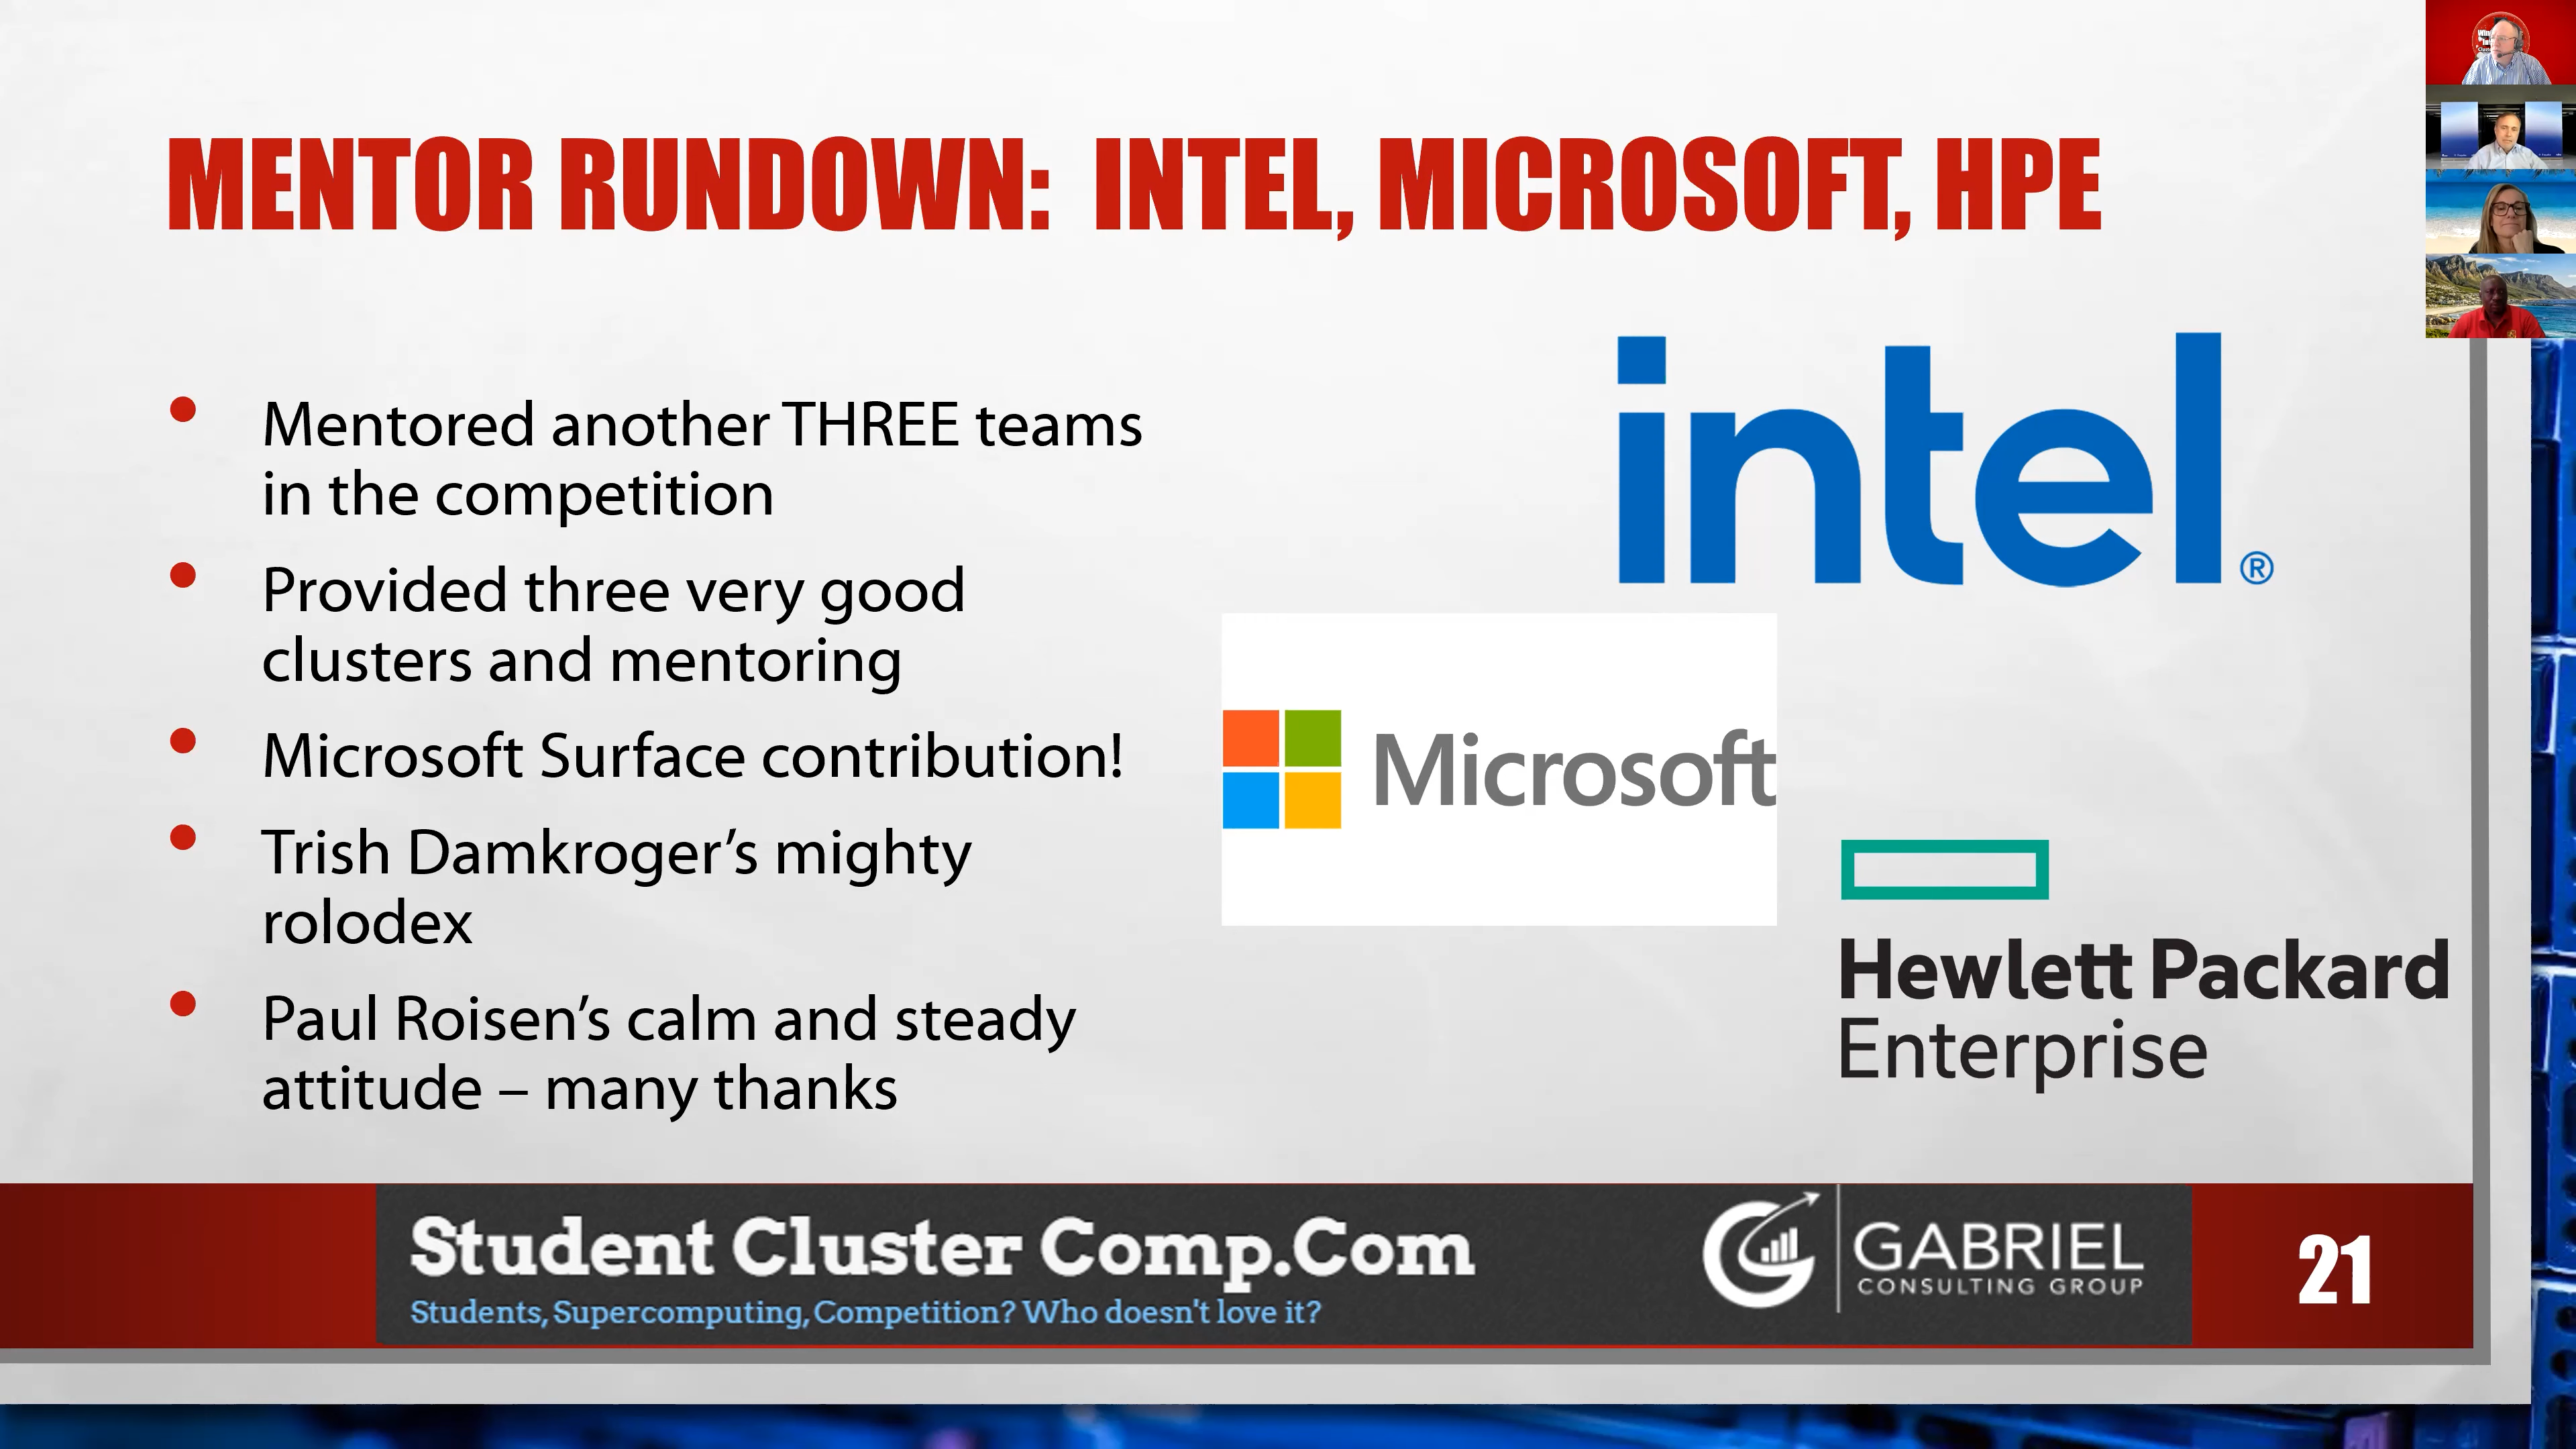 MENTOR RUNDOWN: INTEL, MICROSOFT, HPE
• Mentored another THREE teams
in the competition
• Provided three very good
clusters and mentoring
• Microsoft Surface contribution!
• Trish Damkroger’s mighty
rolodex
• Paul Roisen’s calm and steady
attitude – many thanks
intel®
Microsoft
Hewlett Packard
Enterprise
Student Cluster Comp.Com
Students, Supercomputing, Competition? Who doesn't love it?
GABRIEL
CONSULTING GROUP
21